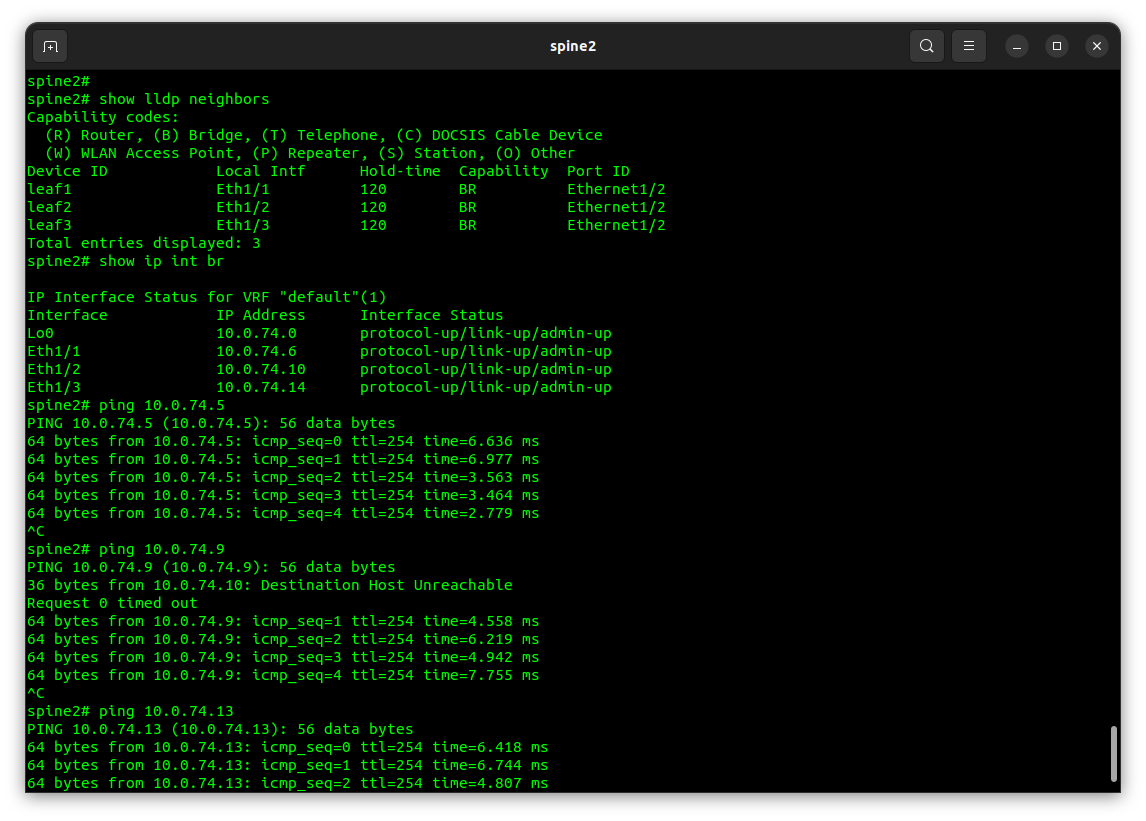 spine2
spine2#
spine2# show lldp neighbors
Capability codes:
  (R) Router, (B) Bridge, (T) Telephone, (C) DOCSIS Cable Device
  (W) WLAN Access Point, (P) Repeater, (S) Station, (O) Other
Device ID            Local Intf      Hold-time  Capability  Port ID
leaf1                Eth1/1          120        BR          Ethernet1/2
leaf2                Eth1/2          120        BR          Ethernet1/2
leaf3                Eth1/3          120        BR          Ethernet1/2
Total entries displayed: 3
spine2# show ip int br

IP Interface Status for VRF "default"(1)
Interface            IP Address      Interface Status
Lo0                  10.0.74.0       protocol-up/link-up/admin-up
Eth1/1               10.0.74.6       protocol-up/link-up/admin-up
Eth1/2               10.0.74.10      protocol-up/link-up/admin-up
Eth1/3               10.0.74.14      protocol-up/link-up/admin-up
spine2# ping 10.0.74.5
PING 10.0.74.5 (10.0.74.5): 56 data bytes
64 bytes from 10.0.74.5: icmp_seq=0 ttl=254 time=6.636 ms
64 bytes from 10.0.74.5: icmp_seq=1 ttl=254 time=6.977 ms
64 bytes from 10.0.74.5: icmp_seq=2 ttl=254 time=3.563 ms
64 bytes from 10.0.74.5: icmp_seq=3 ttl=254 time=3.464 ms
64 bytes from 10.0.74.5: icmp_seq=4 ttl=254 time=2.779 ms
^C
spine2# ping 10.0.74.9
PING 10.0.74.9 (10.0.74.9): 56 data bytes
36 bytes from 10.0.74.10: Destination Host Unreachable
Request 0 timed out
64 bytes from 10.0.74.9: icmp_seq=1 ttl=254 time=4.558 ms
64 bytes from 10.0.74.9: icmp_seq=2 ttl=254 time=6.219 ms
64 bytes from 10.0.74.9: icmp_seq=3 ttl=254 time=4.942 ms
64 bytes from 10.0.74.9: icmp_seq=4 ttl=254 time=7.755 ms
^C
spine2# ping 10.0.74.13
PING 10.0.74.13 (10.0.74.13): 56 data bytes
64 bytes from 10.0.74.13: icmp_seq=0 ttl=254 time=6.418 ms
64 bytes from 10.0.74.13: icmp_seq=1 ttl=254 time=6.744 ms
64 bytes from 10.0.74.13: icmp_seq=2 ttl=254 time=4.807 ms